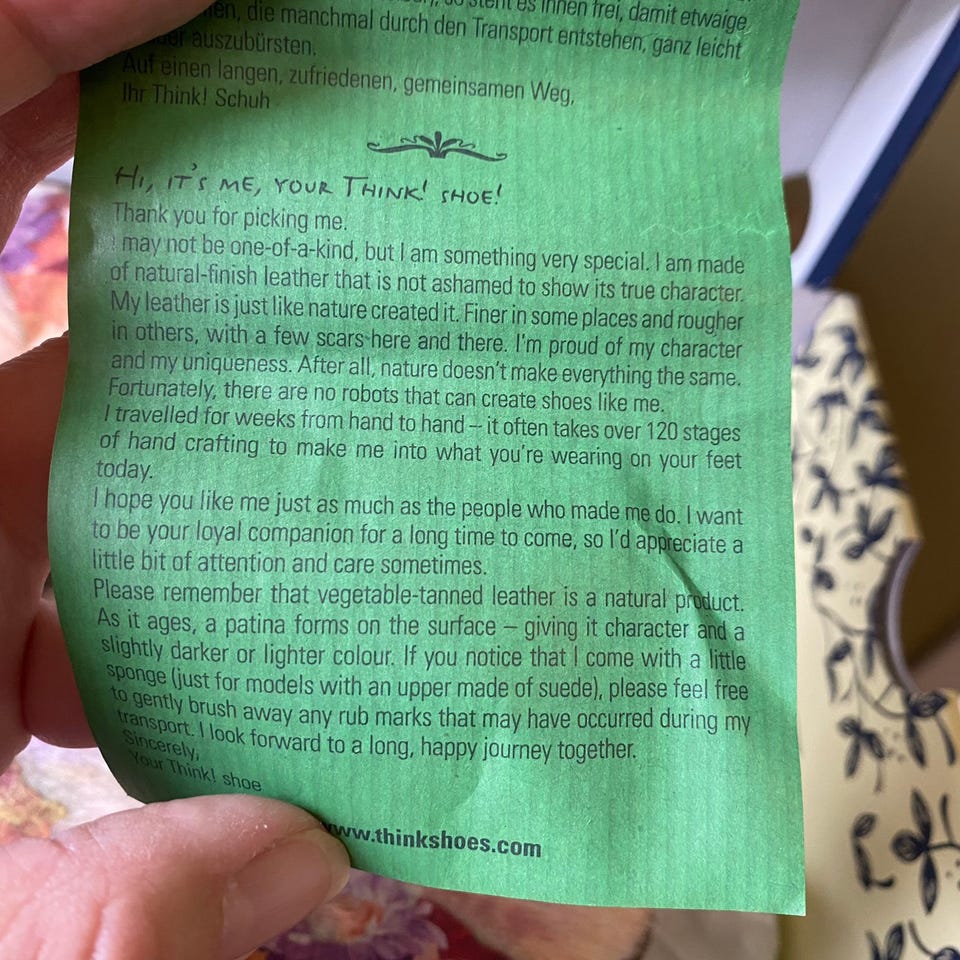 so steht es Ihnen frei, damit etwaige
die manchmal durch den Transport entstehen, ganz leicht
auszubürsten.
Auf einen langen, zufriedenen, gemeinsamen Weg,
Ihr Think! Schuh
Hi, it's me, your Think! shoe!
Thank you for picking me.
I may not be one-of-a-kind, but I am something very special. I am made
of natural-finish leather that is not ashamed to show its true character.
My leather is just like nature created it. Finer in some places and rougher
in others, with a few scars here and there. I'm proud of my character
and my uniqueness. After all, nature doesn't make everything the same.
Fortunately, there are no robots that can create shoes like me.
I travelled for weeks from hand to hand – it often takes over 120 stages
of hand crafting to make me into what you're wearing on your feet
today.
I hope you like me just as much as the people who made me do. I want
to be your loyal companion for a long time to come, so I'd appreciate a
little bit of attention and care sometimes.
Please remember that vegetable-tanned leather is a natural product.
As it ages, a patina forms on the surface – giving it character and a
slightly darker or lighter colour. If you notice that I come with a little
sponge (just for models with an upper made of suede), please feel free
to gently brush away any rub marks that may have occurred during my
transport. I look forward to a long, happy journey together.
Sincerely,
Your Think! shoe
www.thinkshoes.com